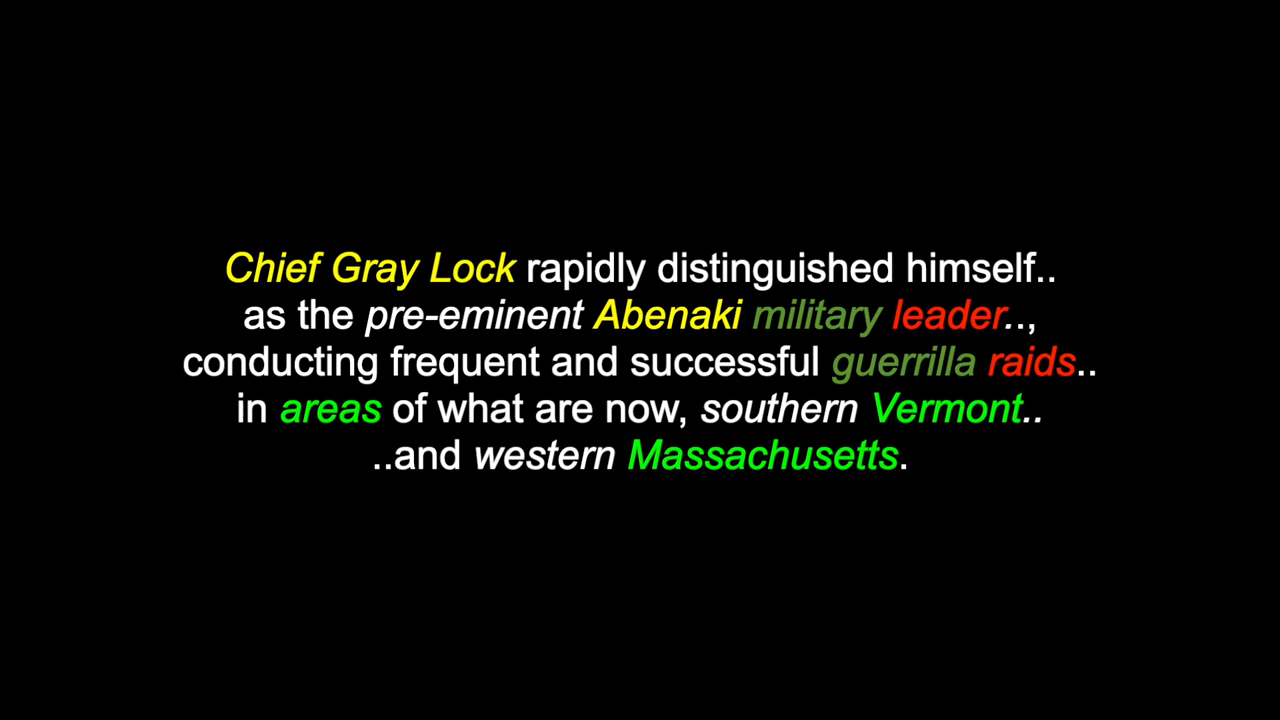 Chief Gray Lock rapidly distinguished himself..
as the pre-eminent Abenaki military leader..,
conducting frequent and successful guerrilla raids..
in areas of what are now, southern Vermont..
..and western Massachusetts.